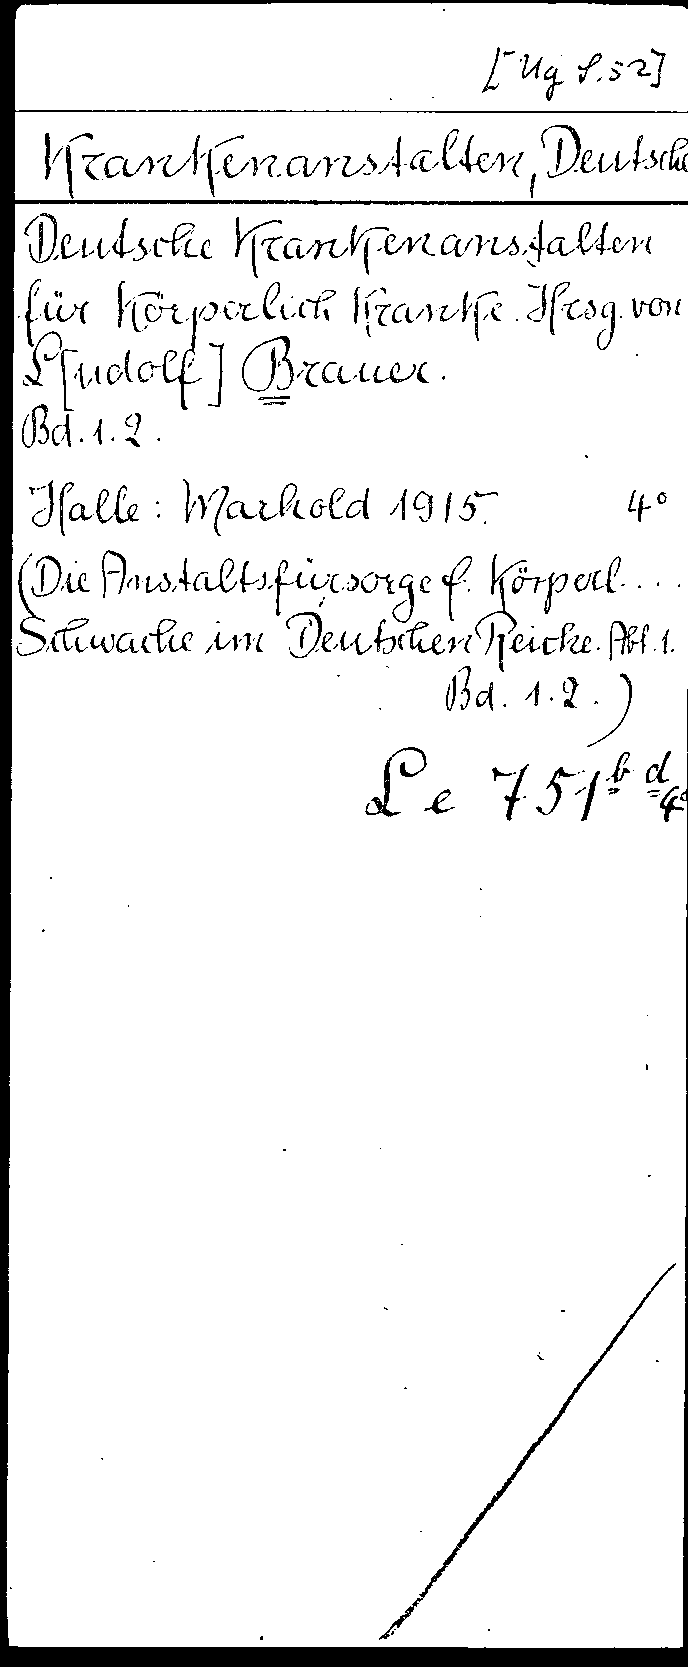 [Ug S.52]
Krankenanstalten, Deutsche
Deutsche Krankenanstalten
für körperlich Kranke. Hrsg. von
L[udolf] Brauer.
Bd. 1. 2.
Halle: Marhold 1915. 4°
(Die Anstaltsfürsorge f. körperl....
Schwache im Deutschen Reiche. Abt. 1.
Bd. 1. 2.)
Le 751 b d 4°